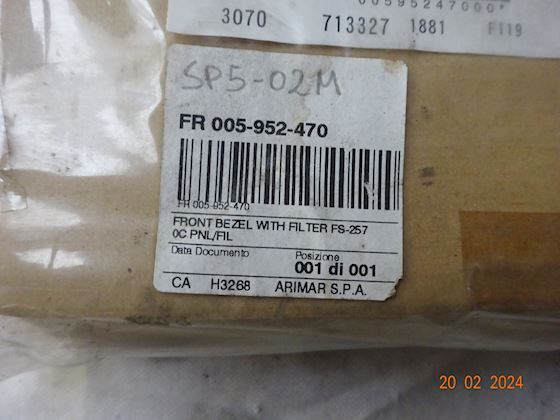 00595247000*
3070 713327 1881 F119
SP5-02M
FR 005-952-470
FR 005-952-470
FRONT BEZEL WITH FILTER FS-257
0C PNL/FIL
Data Documento Posizione
001 di 001
CA H3268 ARIMAR S.P.A.
20 02 2024